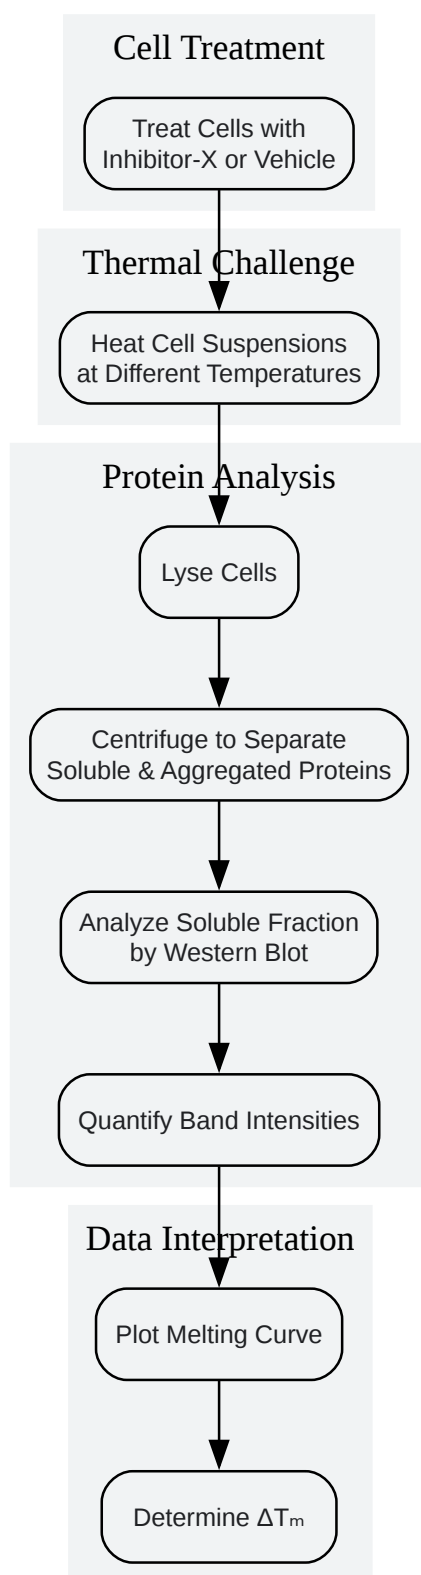 Cell Treatment
Treat Cells with
Inhibitor-X or Vehicle
Thermal Challenge
Heat Cell Suspensions
at Different Temperatures
Protein Analysis
Lyse Cells
Centrifuge to Separate
Soluble & Aggregated Proteins
Analyze Soluble Fraction
by Western Blot
Quantify Band Intensities
Data Interpretation
Plot Melting Curve
Determine ΔTₘ